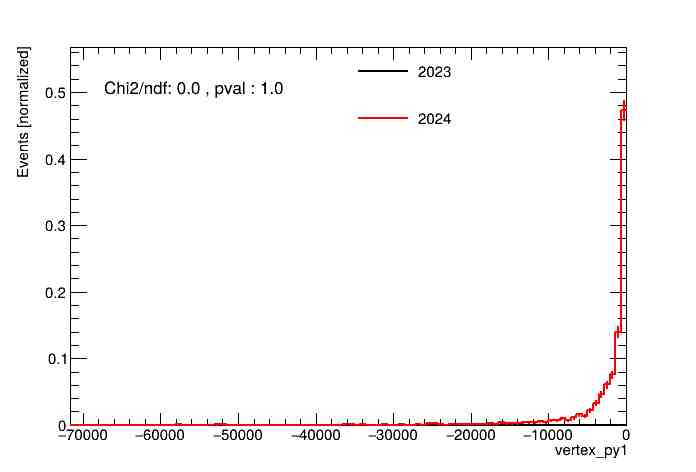 Events [normalized]
Chi2/ndf: 0.0 , pval : 1.0
2023
2024
0.5
0.4
0.3
0.2
0.1
0
−70000 −60000 −50000 −40000 −30000 −20000 −10000 0
vertex_py1